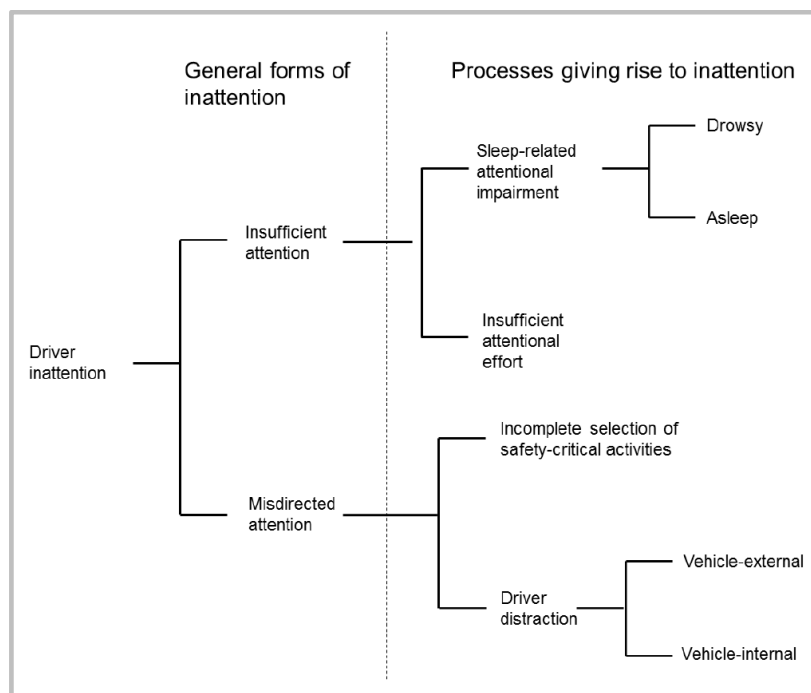 General forms of
inattention
Processes giving rise to inattention
Drowsy
Sleep-related
attentional
impairment
Asleep
Insufficient
attention
Insufficient
attentional
effort
Driver
inattention
Incomplete selection of
safety-critical activities
Misdirected
attention
Vehicle-external
Driver
distraction
Vehicle-internal